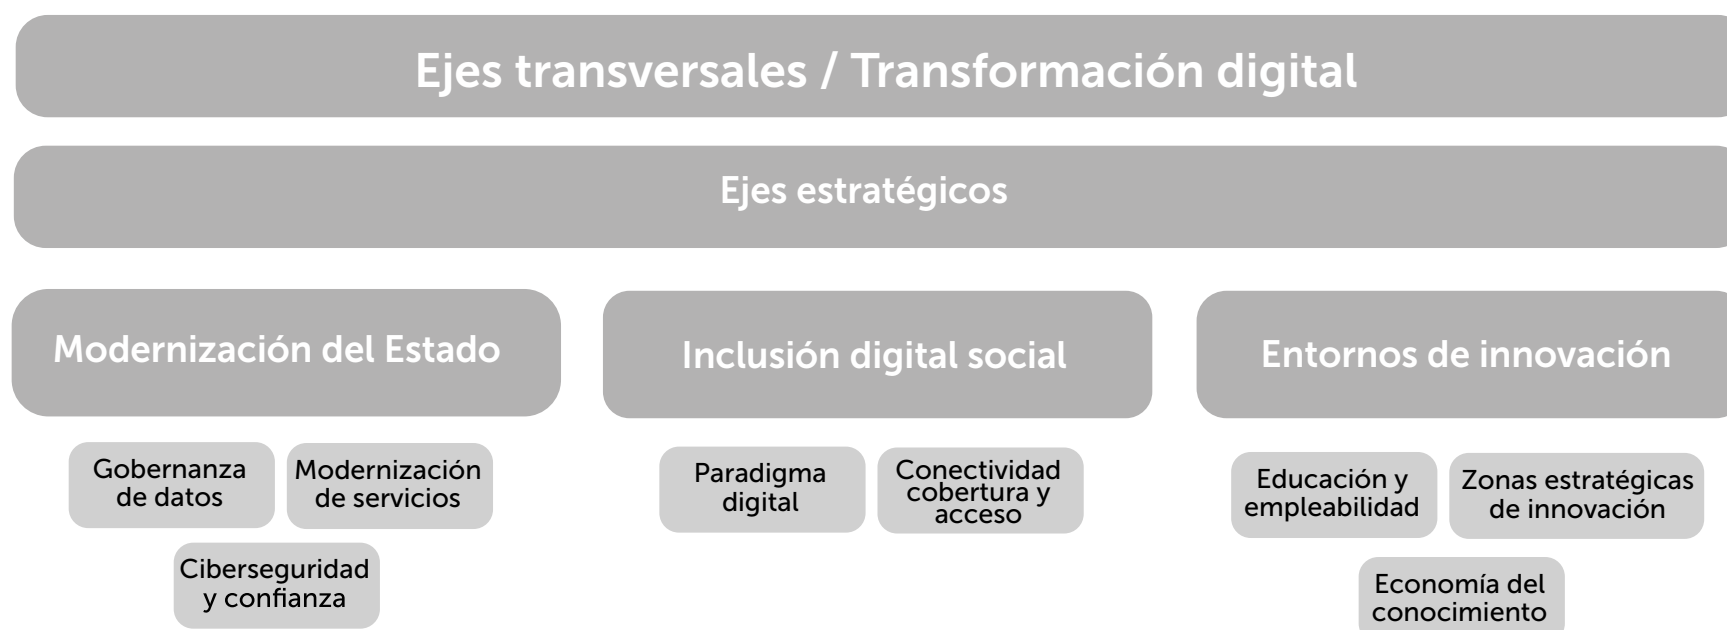 Ejes transversales / Transformación digital
Ejes estratégicos
Modernización del Estado
Inclusión digital social
Entornos de innovación
Gobernanza
de datos
Modernización
de servicios
Ciberseguridad
y confianza
Paradigma
digital
Conectividad
cobertura y
acceso
Educación y
empleabilidad
Zonas estratégicas
de innovación
Economía del
conocimiento